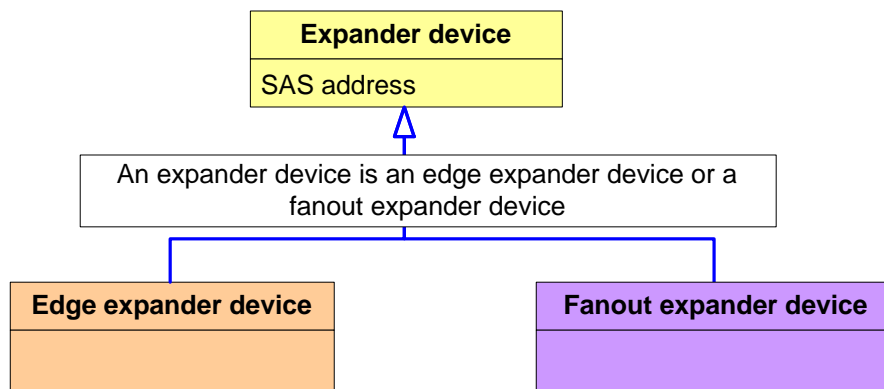 Expander device
SAS address
An expander device is an edge expander device or a
fanout expander device
Edge expander device
Fanout expander device